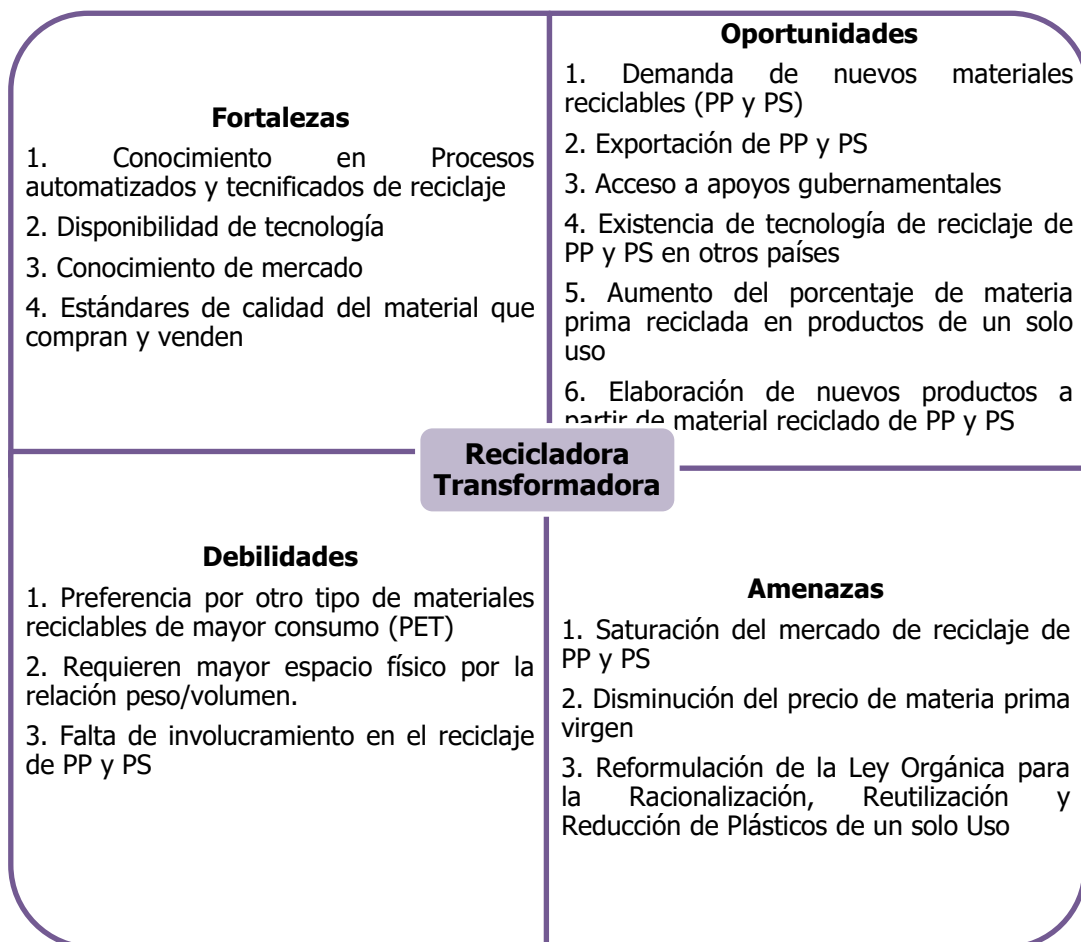 Fortalezas
1. Conocimiento en Procesos
automatizados y tecnificados de reciclaje
2. Disponibilidad de tecnología
3. Conocimiento de mercado
4. Estándares de calidad del material que
compran y venden
Oportunidades
1. Demanda de nuevos materiales
reciclables (PP y PS)
2. Exportación de PP y PS
3. Acceso a apoyos gubernamentales
4. Existencia de tecnología de reciclaje de
PP y PS en otros países
5. Aumento del porcentaje de materia
prima reciclada en productos de un solo
uso
6. Elaboración de nuevos productos a
partir de material reciclado de PP y PS
Recicladora
Transformadora
Debilidades
1. Preferencia por otro tipo de materiales
reciclables de mayor consumo (PET)
2. Requieren mayor espacio físico por la
relación peso/volumen.
3. Falta de involucramiento en el reciclaje
de PP y PS
Amenazas
1. Saturación del mercado de reciclaje de
PP y PS
2. Disminución del precio de materia prima
virgen
3. Reformulación de la Ley Orgánica para
la Racionalización, Reutilización y
Reducción de Plásticos de un solo Uso